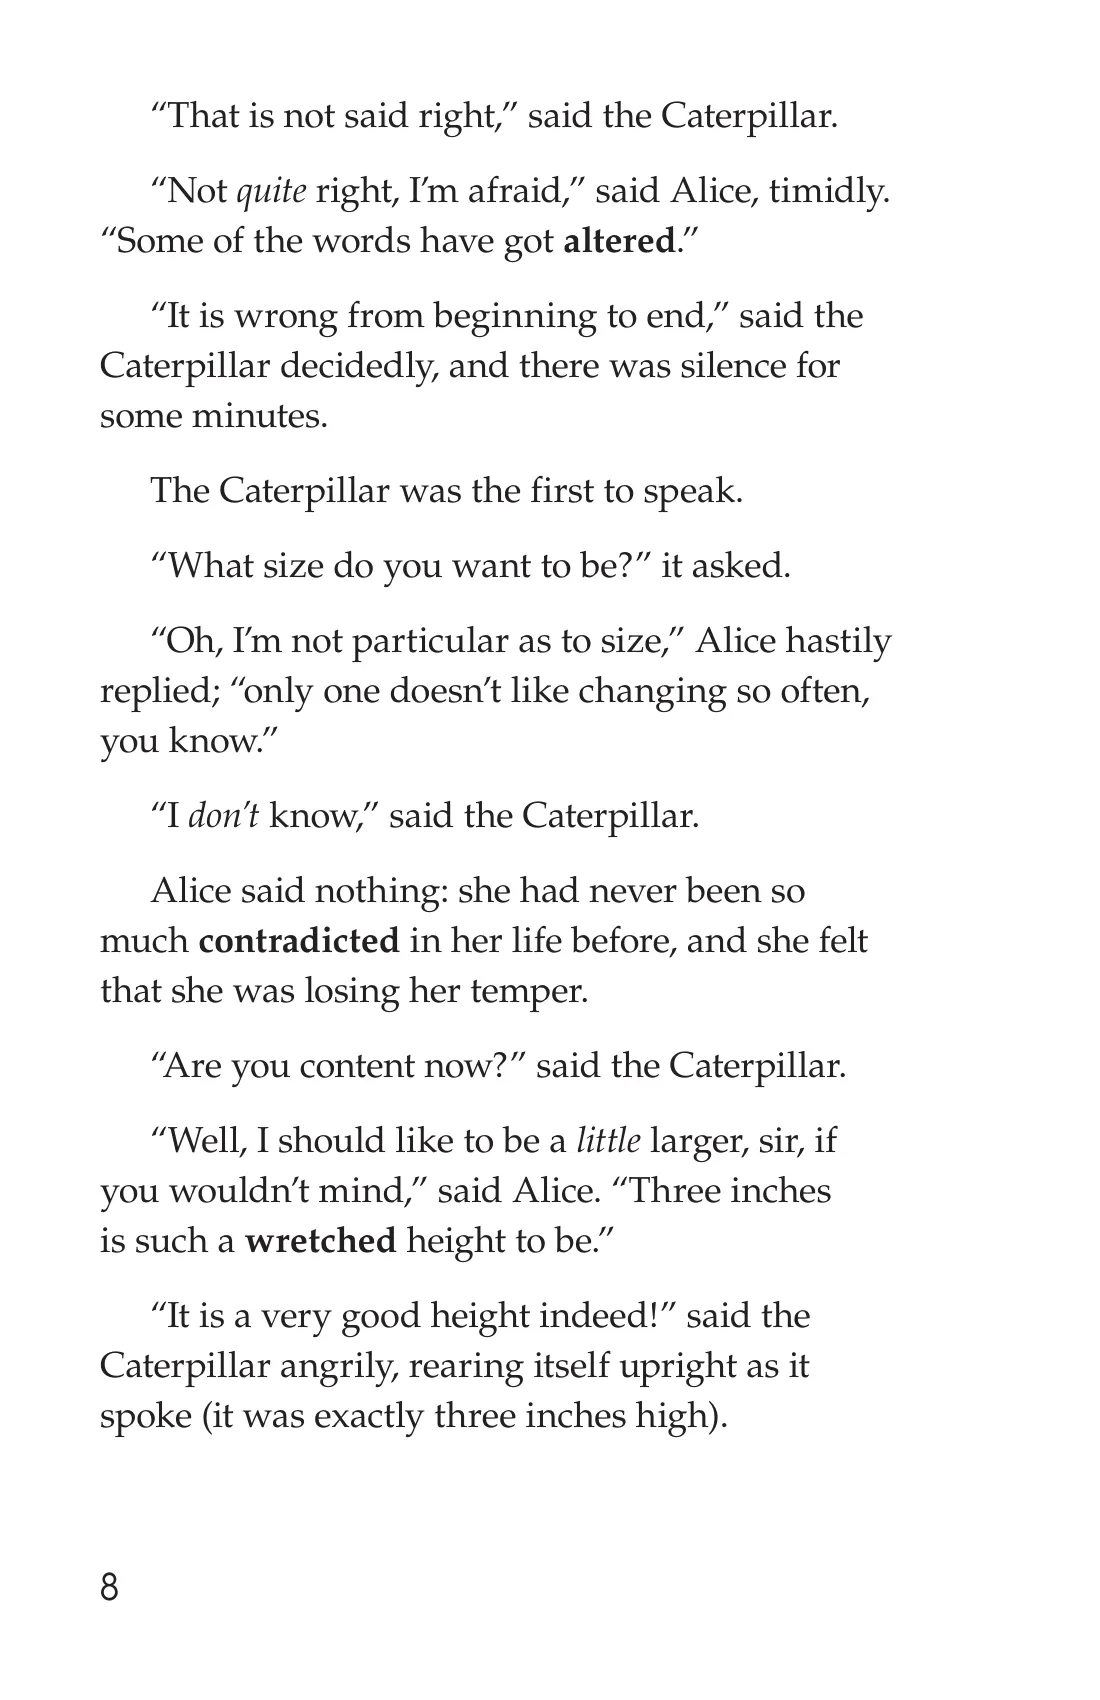 “That is not said right,” said the Caterpillar.
“Not quite right, I’m afraid,” said Alice, timidly.
“Some of the words have got altered.”
“It is wrong from beginning to end,” said the
Caterpillar decidedly, and there was silence for
some minutes.
The Caterpillar was the first to speak.
“What size do you want to be?” it asked.
“Oh, I’m not particular as to size,” Alice hastily
replied; “only one doesn’t like changing so often,
you know.”
“I don’t know,” said the Caterpillar.
Alice said nothing: she had never been so
much contradicted in her life before, and she felt
that she was losing her temper.
“Are you content now?” said the Caterpillar.
“Well, I should like to be a little larger, sir, if
you wouldn’t mind,” said Alice. “Three inches
is such a wretched height to be.”
“It is a very good height indeed!” said the
Caterpillar angrily, rearing itself upright as it
spoke (it was exactly three inches high).
8